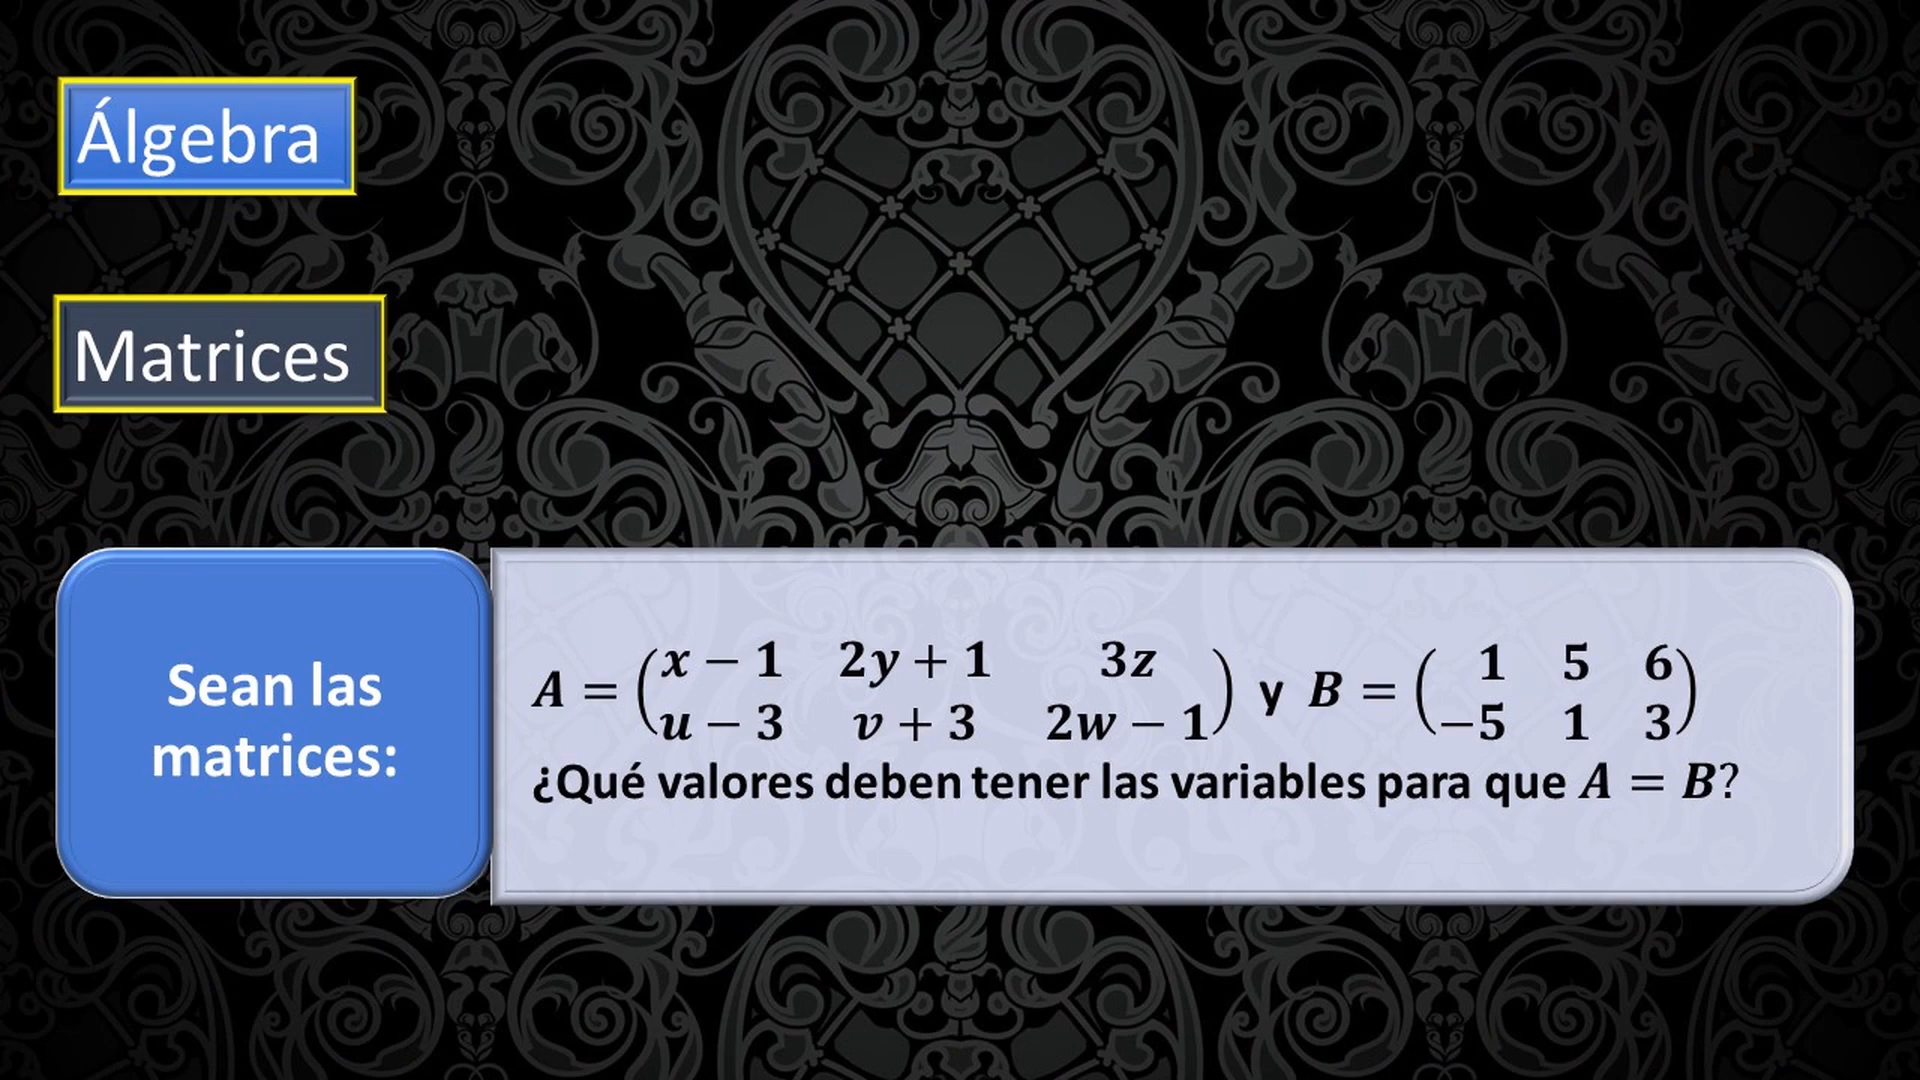 Álgebra
Matrices
Sean las
matrices:
A = (x − 1 2y + 1 3z
u − 3 v + 3 2w − 1) y B = (1 5 6
−5 1 3)
¿Qué valores deben tener las variables para que A = B?